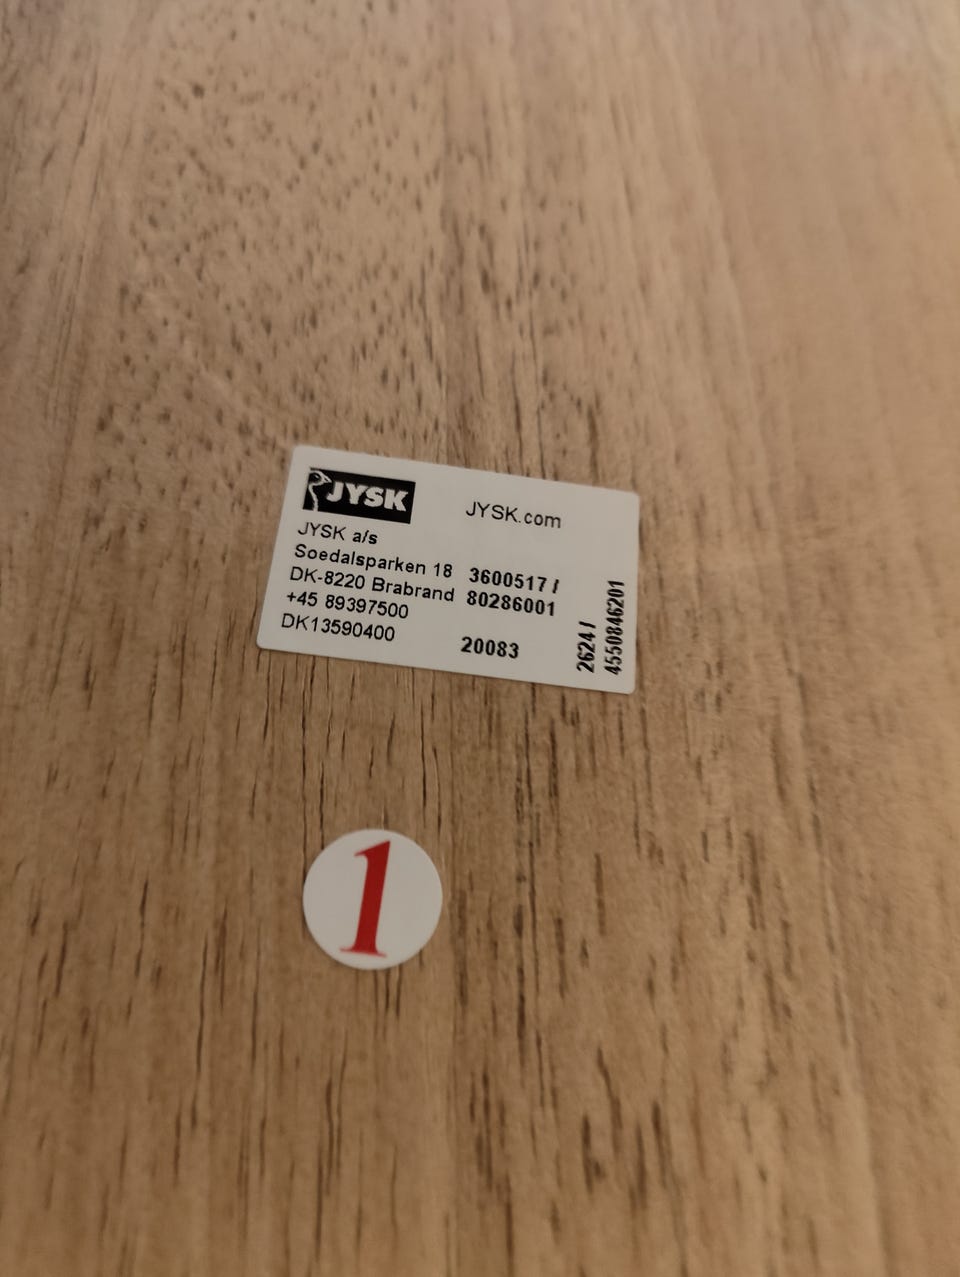 JYSK
JYSK.com
JYSK a/s
Soedalsparken 18
DK-8220 Brabrand
+45 89397500
DK13590400
3600517 /
80286001
20083
2624 /
4550846201
1